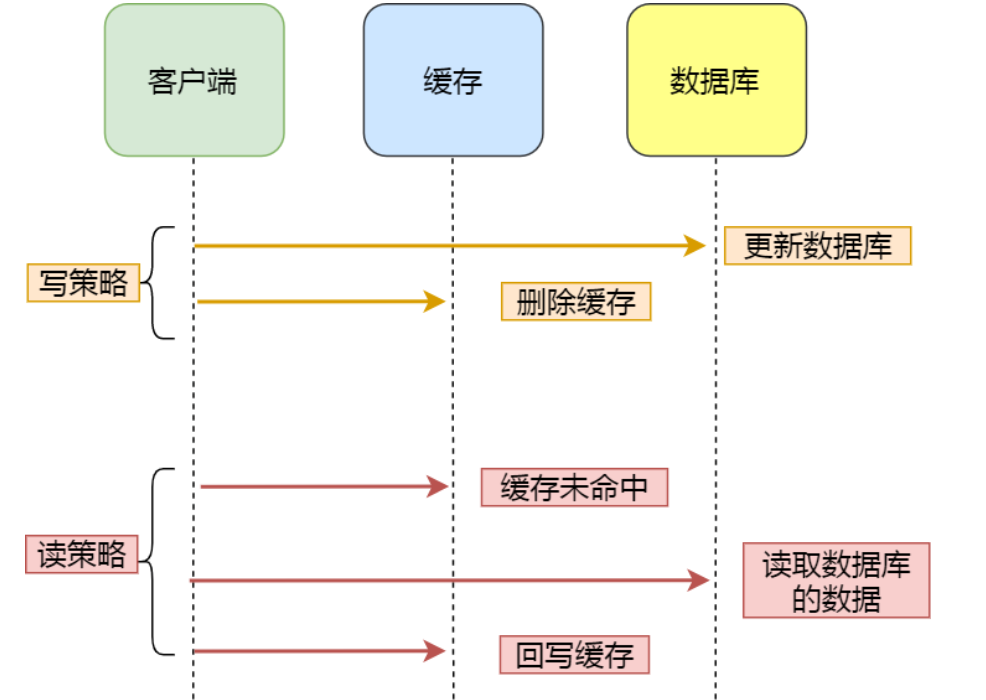 客户端
缓存
数据库
更新数据库
写策略
删除缓存
缓存未命中
读策略
读取数据库
的数据
回写缓存